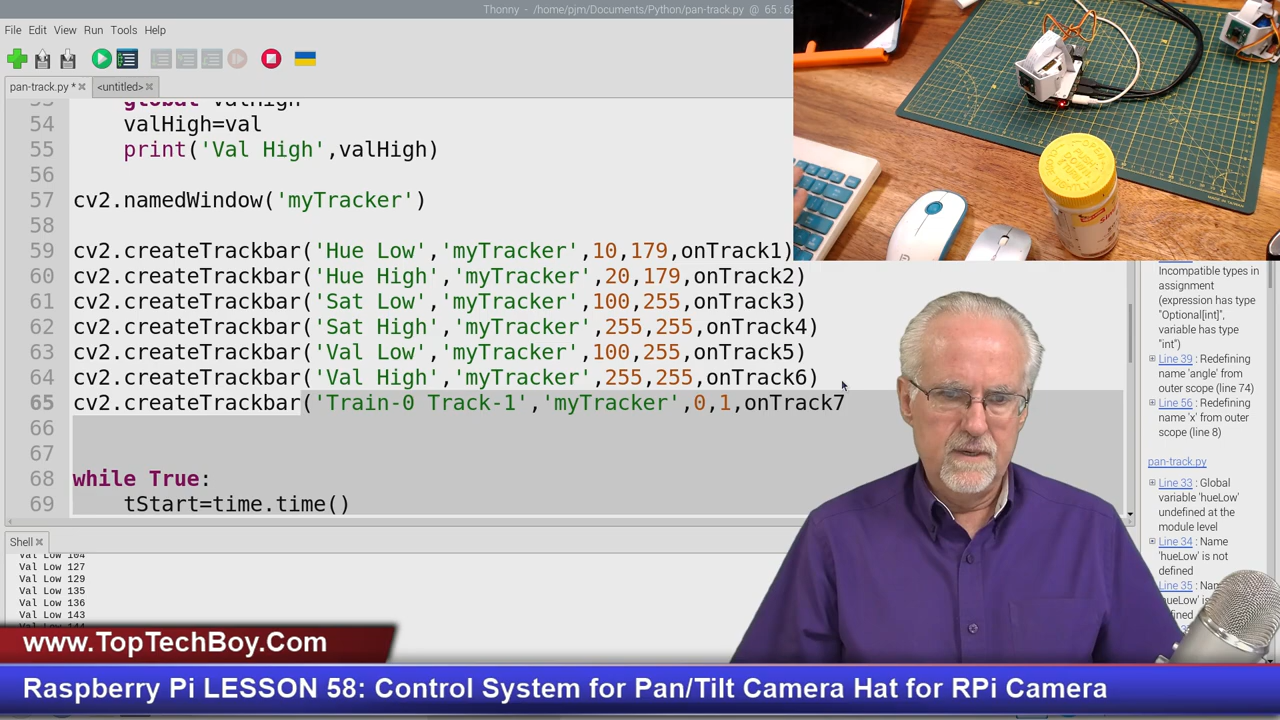 Thonny - /home/pjm/Documents/Python/pan-track.py @ 65 : 62
File Edit View Run Tools Help
pan-track.py * <untitled>
53 global valHigh
54 valHigh=val
55 print('Val High',valHigh)
56
57 cv2.namedWindow('myTracker')
58
59 cv2.createTrackbar('Hue Low','myTracker',10,179,onTrack1)
60 cv2.createTrackbar('Hue High','myTracker',20,179,onTrack2)
61 cv2.createTrackbar('Sat Low','myTracker',100,255,onTrack3)
62 cv2.createTrackbar('Sat High','myTracker',255,255,onTrack4)
63 cv2.createTrackbar('Val Low','myTracker',100,255,onTrack5)
64 cv2.createTrackbar('Val High','myTracker',255,255,onTrack6)
65 cv2.createTrackbar('Train-0 Track-1','myTracker',0,1,onTrack7
66
67
68 while True:
69 tStart=time.time()
Incompatible types in
assignment
(expression has type
"Optional[int]",
variable has type
"int")
Line 39 : Redefining
name 'angle' from
outer scope (line 74)
Line 56 : Redefining
name 'x' from outer
scope (line 8)
pan-track.py
Line 33 : Global
variable 'hueLow'
undefined at the
module level
Line 34 : Name
'hueLow' is not
defined
Line 35
Shell
Val Low 104
Val Low 127
Val Low 129
Val Low 135
Val Low 136
Val Low 143
www.TopTechBoy.Com
Raspberry Pi LESSON 58: Control System for Pan/Tilt Camera Hat for RPi Camera